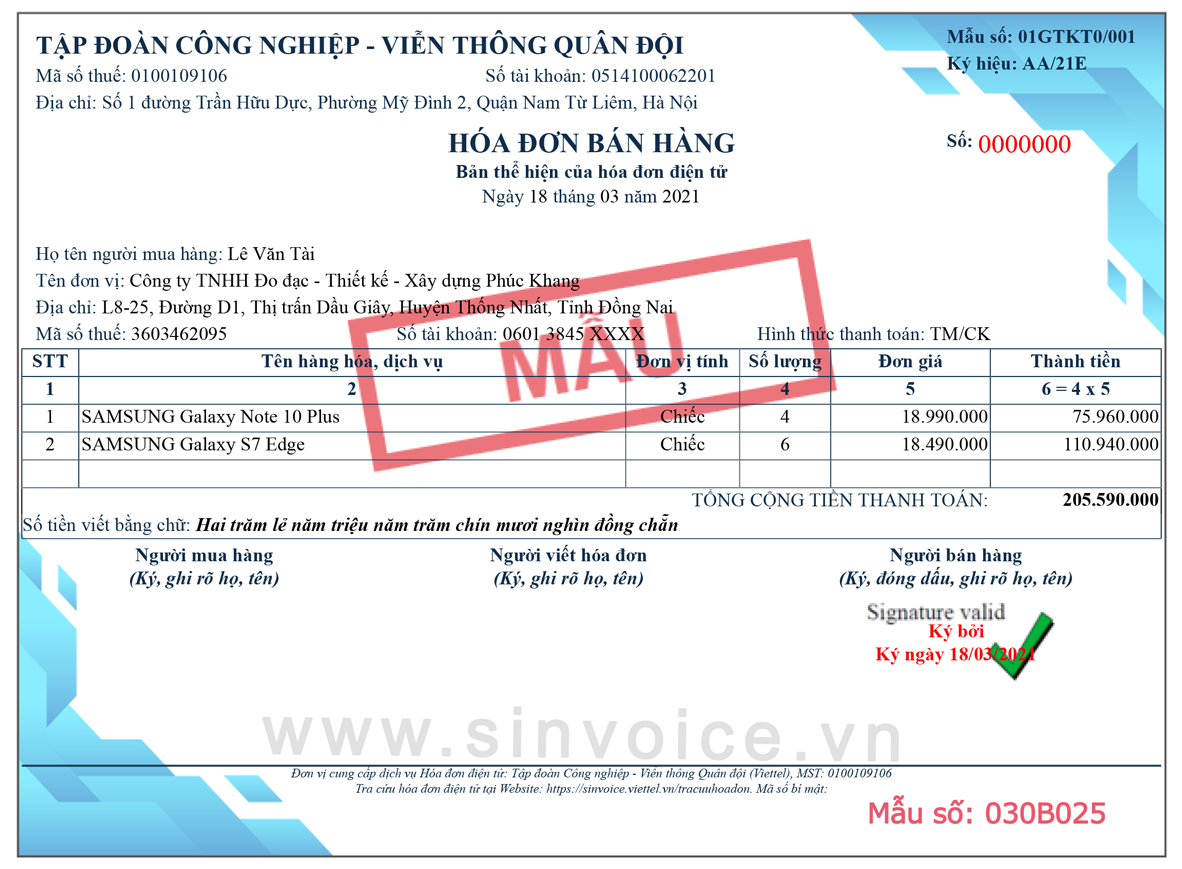 TẬP ĐOÀN CÔNG NGHIỆP - VIỄN THÔNG QUÂN ĐỘI
Mẫu số: 01GTKT0/001
Mã số thuế: 0100109106 Số tài khoản: 0514100062201
Ký hiệu: AA/21E
Địa chỉ: Số 1 đường Trần Hữu Dực, Phường Mỹ Đình 2, Quận Nam Từ Liêm, Hà Nội
HÓA ĐƠN BÁN HÀNG
Số: 0000000
Bản thể hiện của hóa đơn điện tử
Ngày 18 tháng 03 năm 2021
Họ tên người mua hàng: Lê Văn Tài
Tên đơn vị: Công ty TNHH Đo đạc - Thiết kế - Xây dựng Phúc Khang
Địa chỉ: L8-25, Đường D1, Thị trấn Dầu Giây, Huyện Thống Nhất, Tỉnh Đồng Nai
Mã số thuế: 3603462095 Số tài khoản: 0601 3845 XXXX Hình thức thanh toán: TM/CK
MẪU
STT Tên hàng hóa, dịch vụ Đơn vị tính Số lượng Đơn giá Thành tiền
1 2 3 4 5 6 = 4 x 5
1 SAMSUNG Galaxy Note 10 Plus Chiếc 4 18.990.000 75.960.000
2 SAMSUNG Galaxy S7 Edge Chiếc 6 18.490.000 110.940.000
TỔNG CỘNG TIỀN THANH TOÁN: 205.590.000
Số tiền viết bằng chữ: Hai trăm lẻ năm triệu năm trăm chín mươi nghìn đồng chẵn
Người mua hàng Người viết hóa đơn Người bán hàng
(Ký, ghi rõ họ, tên) (Ký, ghi rõ họ, tên) (Ký, đóng dấu, ghi rõ họ, tên)
Signature valid
Ký bởi
Ký ngày 18/03/2021
www.sinvoice.vn
Đơn vị cung cấp dịch vụ Hóa đơn điện tử: Tập đoàn Công nghiệp - Viễn thông Quân đội (Viettel), MST: 0100109106
Tra cứu hóa đơn điện tử tại Website: https://sinvoice.viettel.vn/tracuuhoadon. Mã số bí mật:
Mẫu số: 030B025